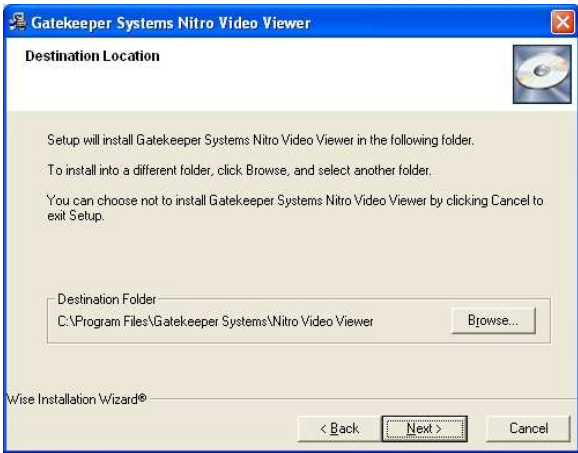 Gatekeeper Systems Nitro Video Viewer
Destination Location
Setup will install Gatekeeper Systems Nitro Video Viewer in the following folder.
To install into a different folder, click Browse, and select another folder.
You can choose not to install Gatekeeper Systems Nitro Video Viewer by clicking Cancel to
exit Setup.
Destination Folder
C:\Program Files\Gatekeeper Systems\Nitro Video Viewer
Browse...
Wise Installation Wizard®
< Back
Next >
Cancel